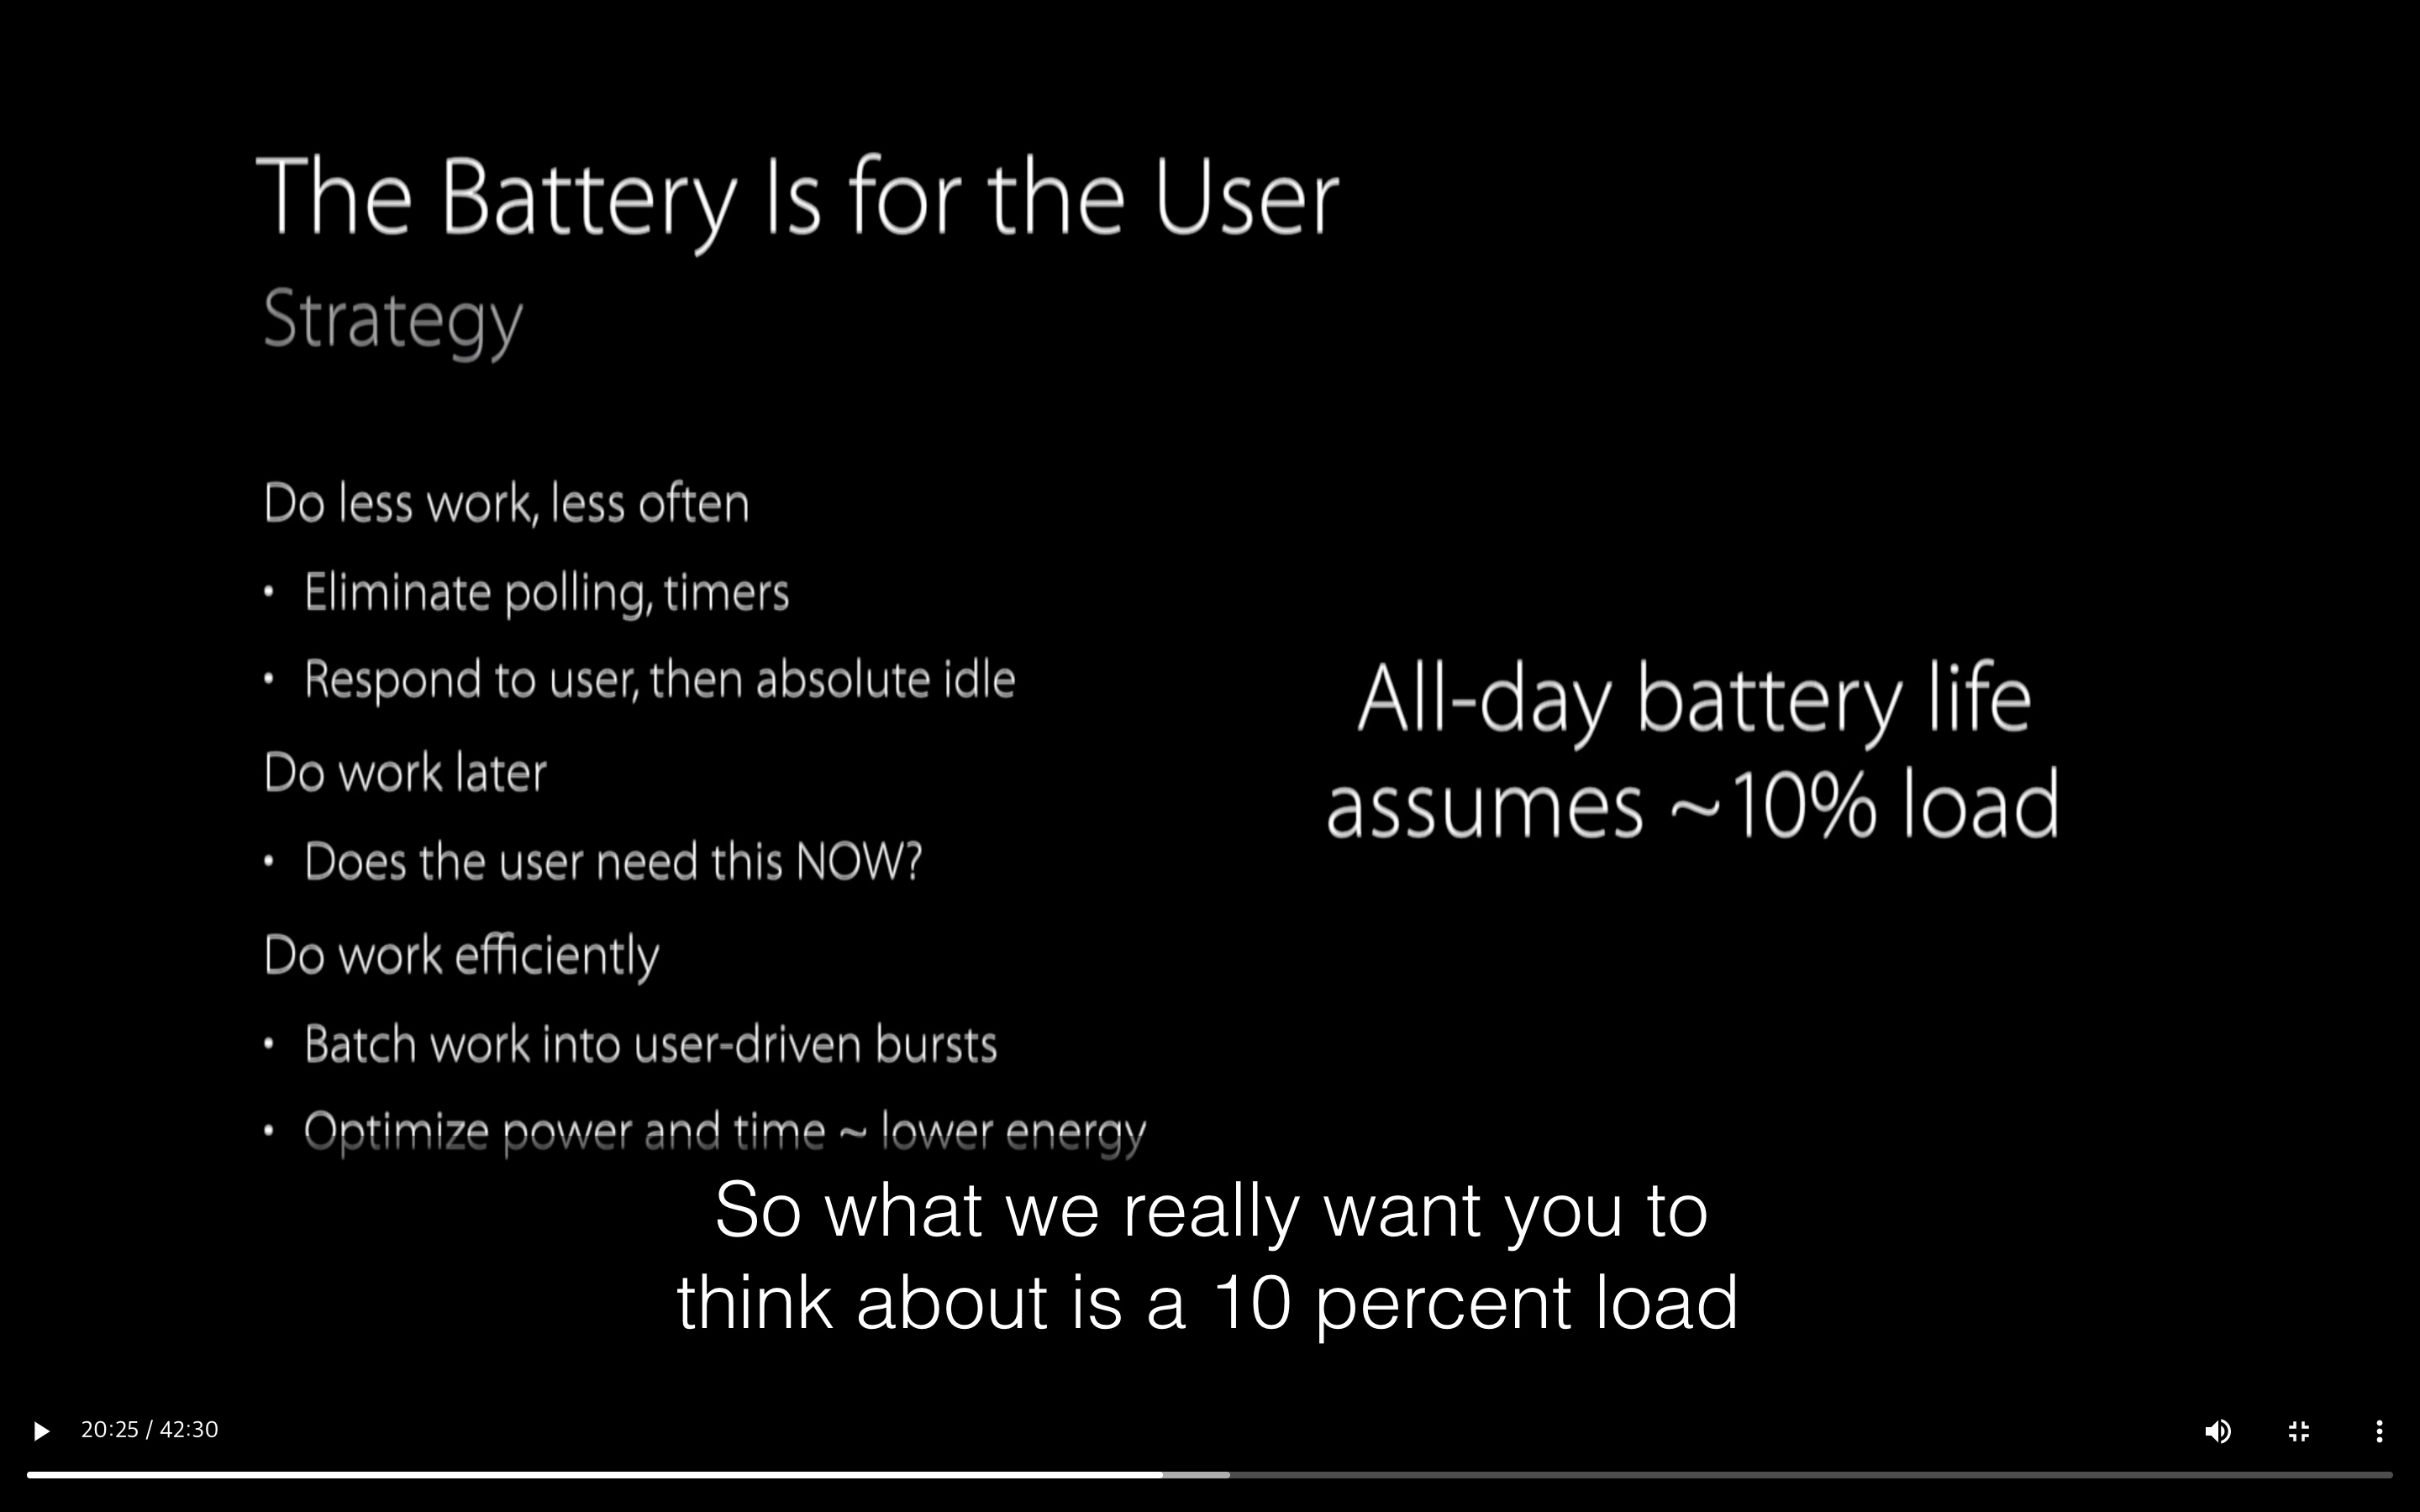 The Battery Is for the User
Strategy
Do less work, less often
• Eliminate polling, timers
• Respond to user, then absolute idle
Do work later
• Does the user need this NOW?
Do work efficiently
• Batch work into user-driven bursts
• Optimize power and time ~ lower energy
All-day battery life
assumes ~10% load
So what we really want you to
think about is a 10 percent load
20:25 / 42:30